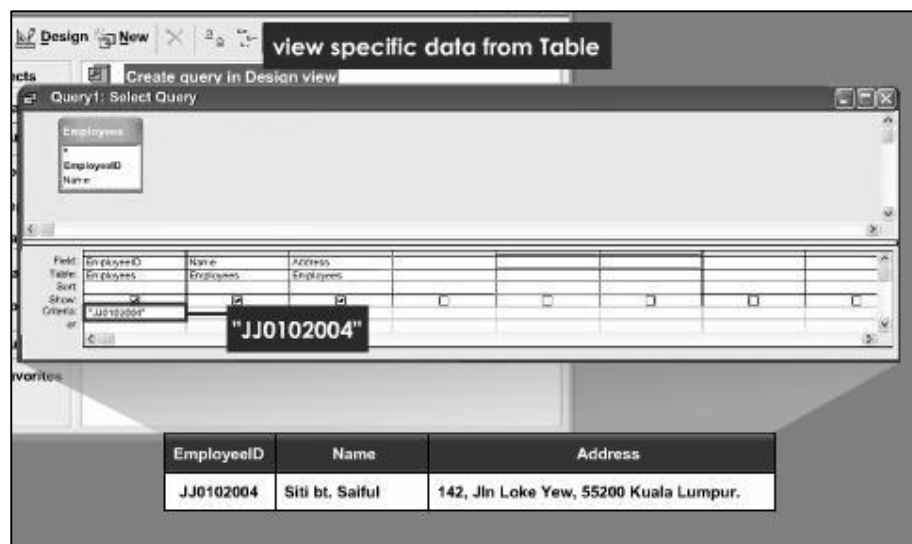 Design New
view specific data from Table
Create query in Design view
Query1: Select Query
Employees
*
EmployeeID
Name
Field: EmployeeID Name Address
Table: Employees Employees Employees
Sort:
Show:
Criteria: "JJ0102004"
or:
"JJ0102004"
vorites
EmployeeID Name Address
JJ0102004 Siti bt. Saiful 142, Jln Loke Yew, 55200 Kuala Lumpur.